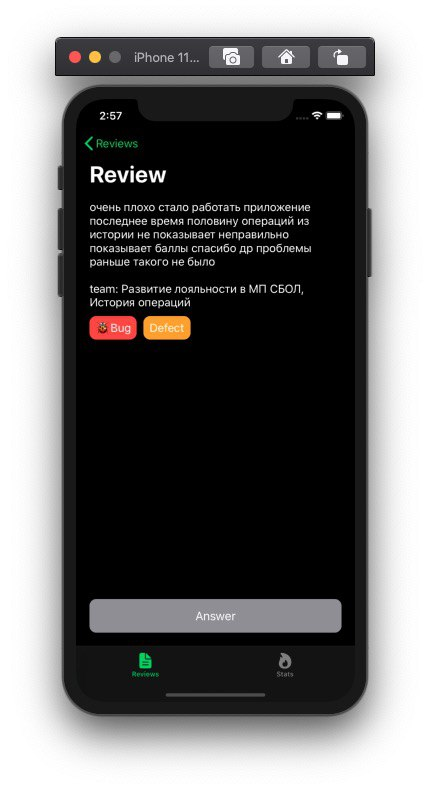 iPhone 11...
2:57
Reviews
Review
очень плохо стало работать приложение
последнее время половину операций из
истории не показывает неправильно
показывает баллы спасибо др проблемы
раньше такого не было
team: Развитие лояльности в МП СБОЛ,
История операций
Bug
Defect
Answer
Reviews
Stats